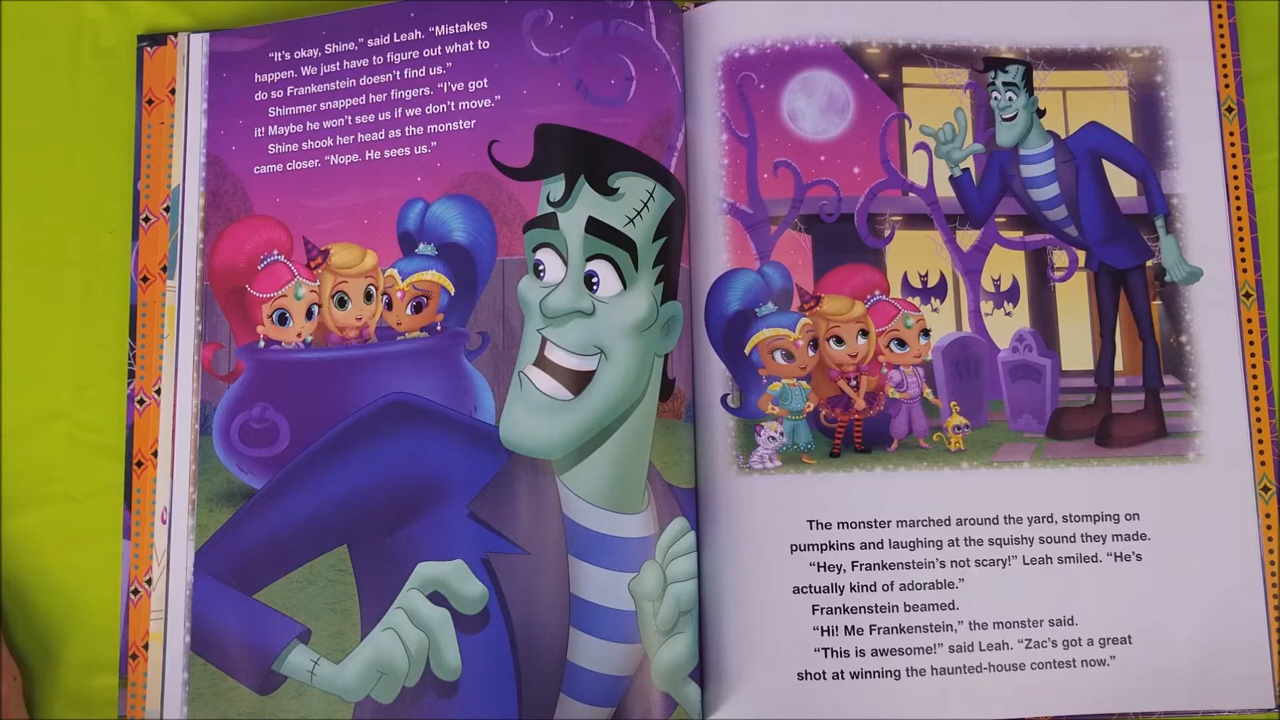 "It's okay, Shine," said Leah. "Mistakes
happen. We just have to figure out what to
do so Frankenstein doesn't find us."
Shimmer snapped her fingers. "I've got
it! Maybe he won't see us if we don't move."
Shine shook her head as the monster
came closer. "Nope. He sees us."
The monster marched around the yard, stomping on
pumpkins and laughing at the squishy sound they made.
"Hey, Frankenstein's not scary!" Leah smiled. "He's
actually kind of adorable."
Frankenstein beamed.
"Hi! Me Frankenstein," the monster said.
"This is awesome!" said Leah. "Zac's got a great
shot at winning the haunted-house contest now."